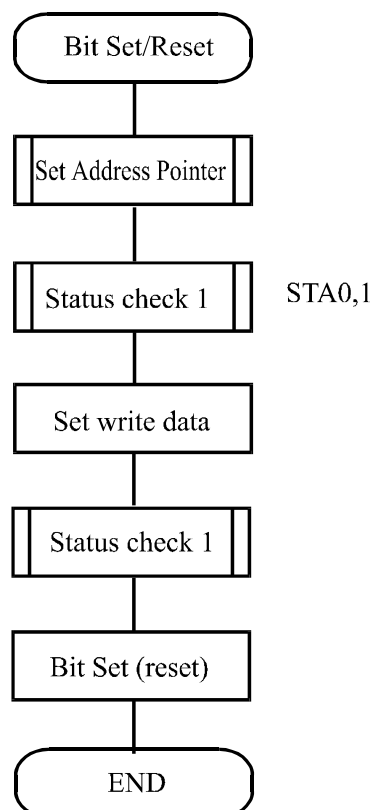 Bit Set/Reset
Set Address Pointer
Status check 1
STA0,1
Set write data
Status check 1
Bit Set (reset)
END